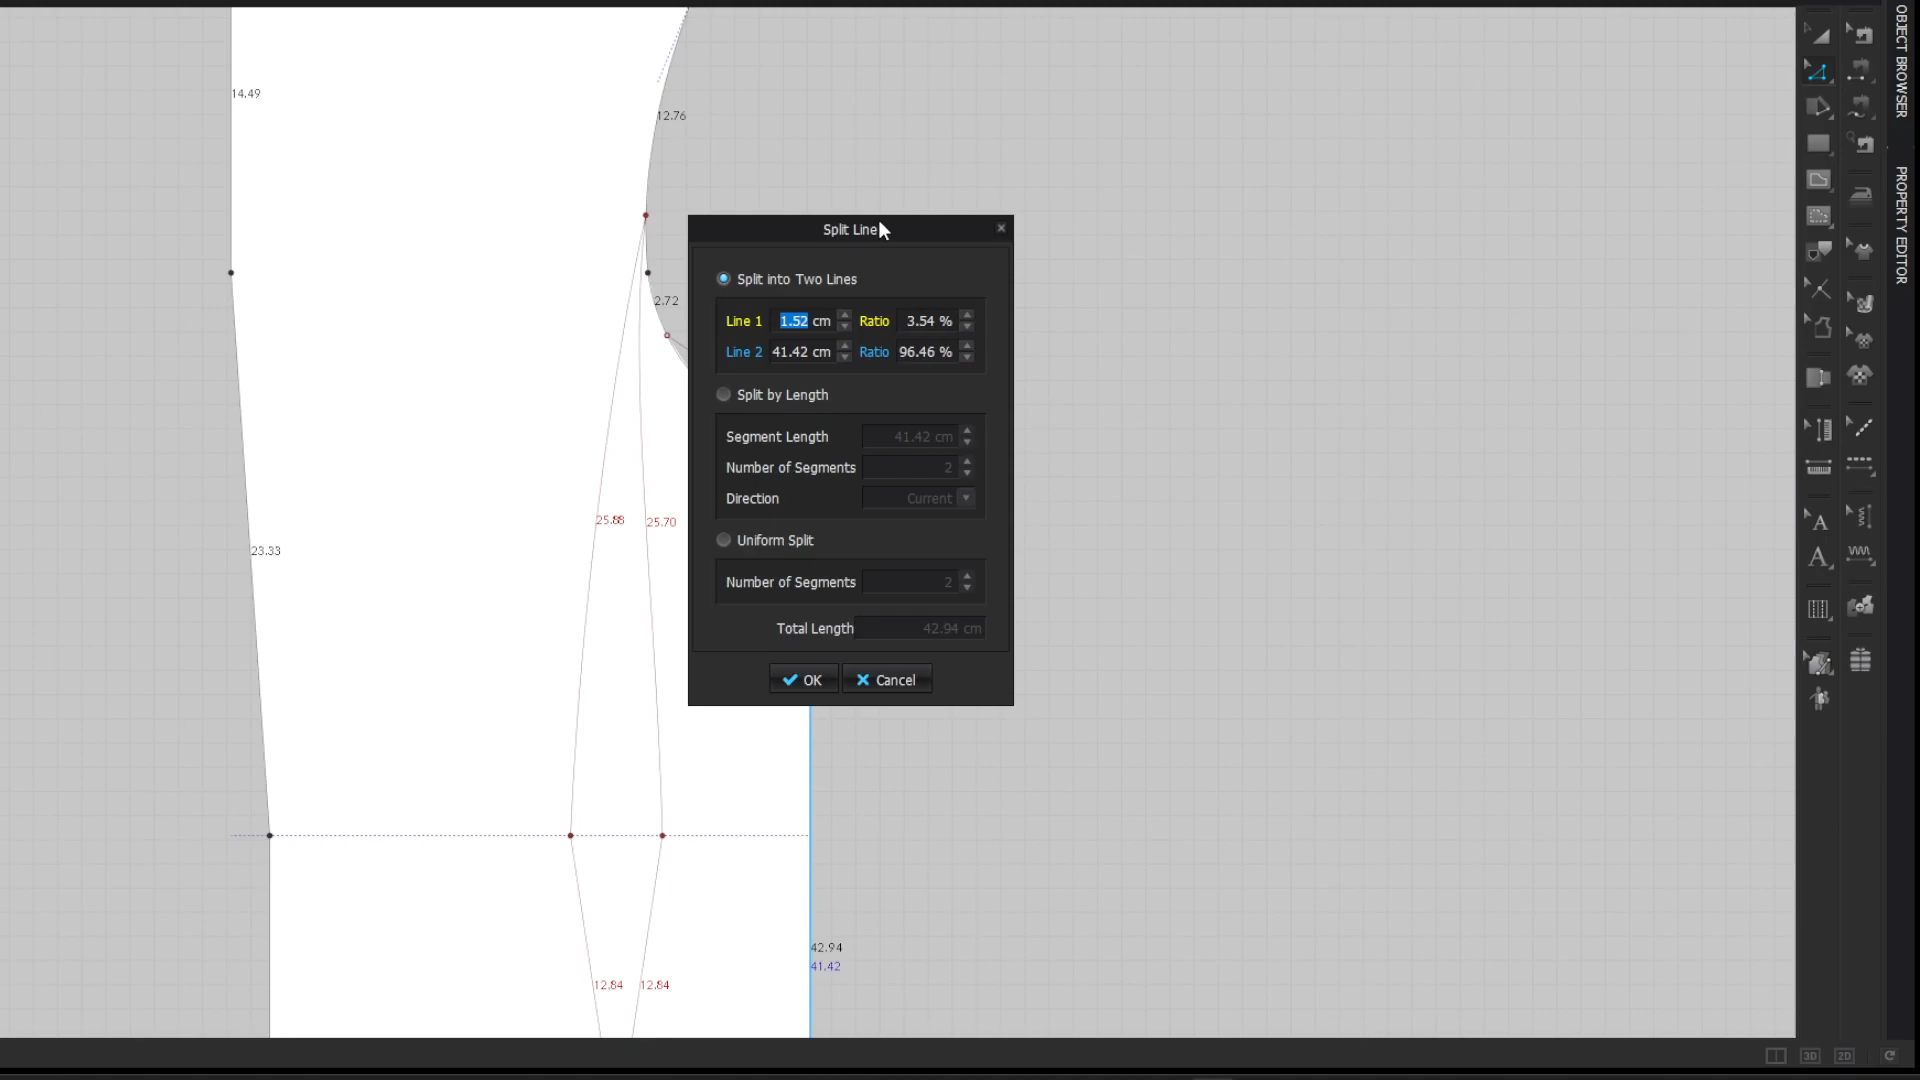 OBJECT BROWSER
PROPERTY EDITOR
14.49
12.76
2.72
23.33
25.88
25.70
12.84
12.84
42.94
41.42
Split Line
Split into Two Lines
Line 1 1.52 cm Ratio 3.54 %
Line 2 41.42 cm Ratio 96.46 %
Split by Length
Segment Length 41.42 cm
Number of Segments 2
Direction Current
Uniform Split
Number of Segments 2
Total Length 42.94 cm
OK Cancel
A
A
3D 2D